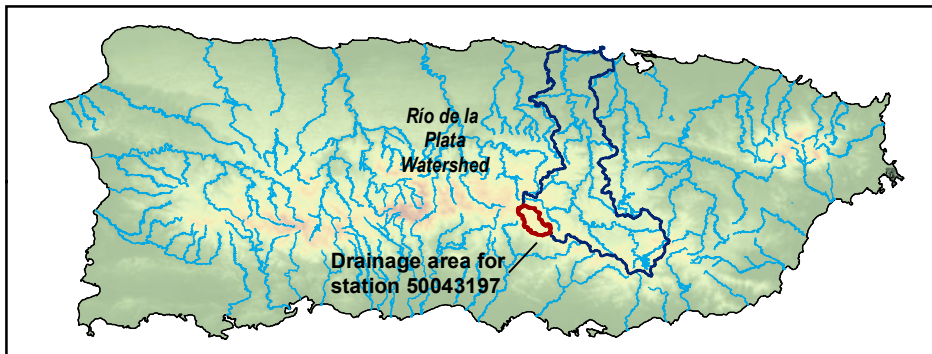 Río de la
Plata
Watershed
Drainage area for
station 50043197